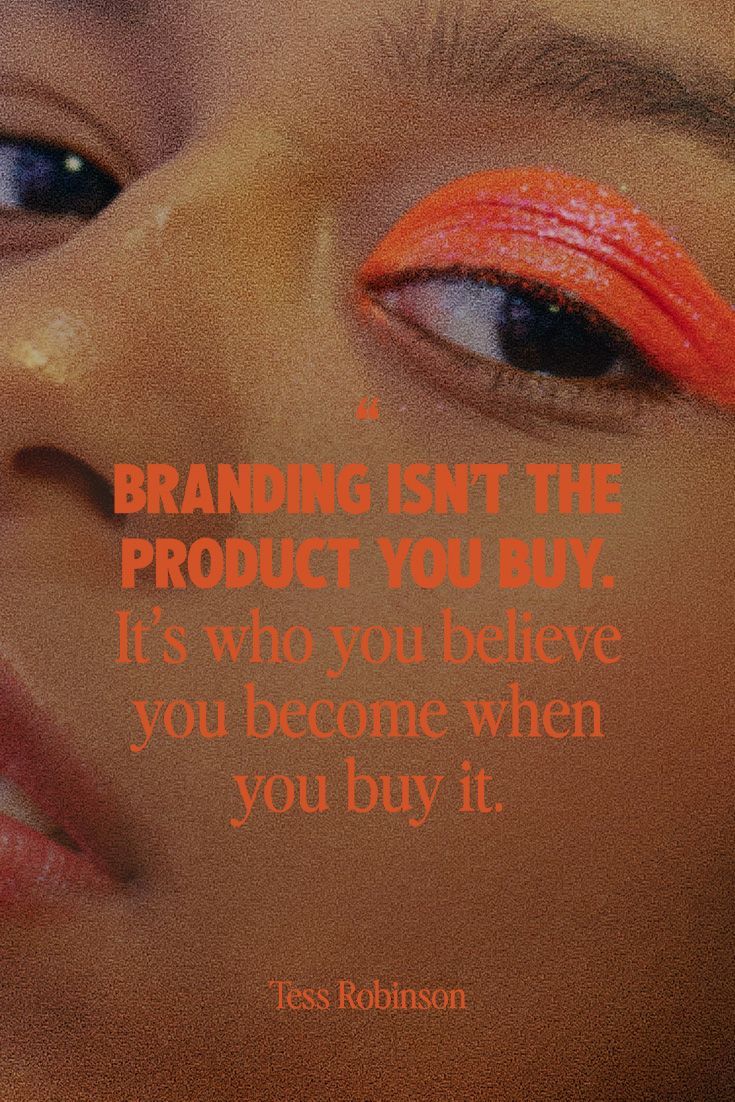 “
BRANDING ISN'T THE
PRODUCT YOU BUY.
It’s who you believe
you become when
you buy it.
Tess Robinson